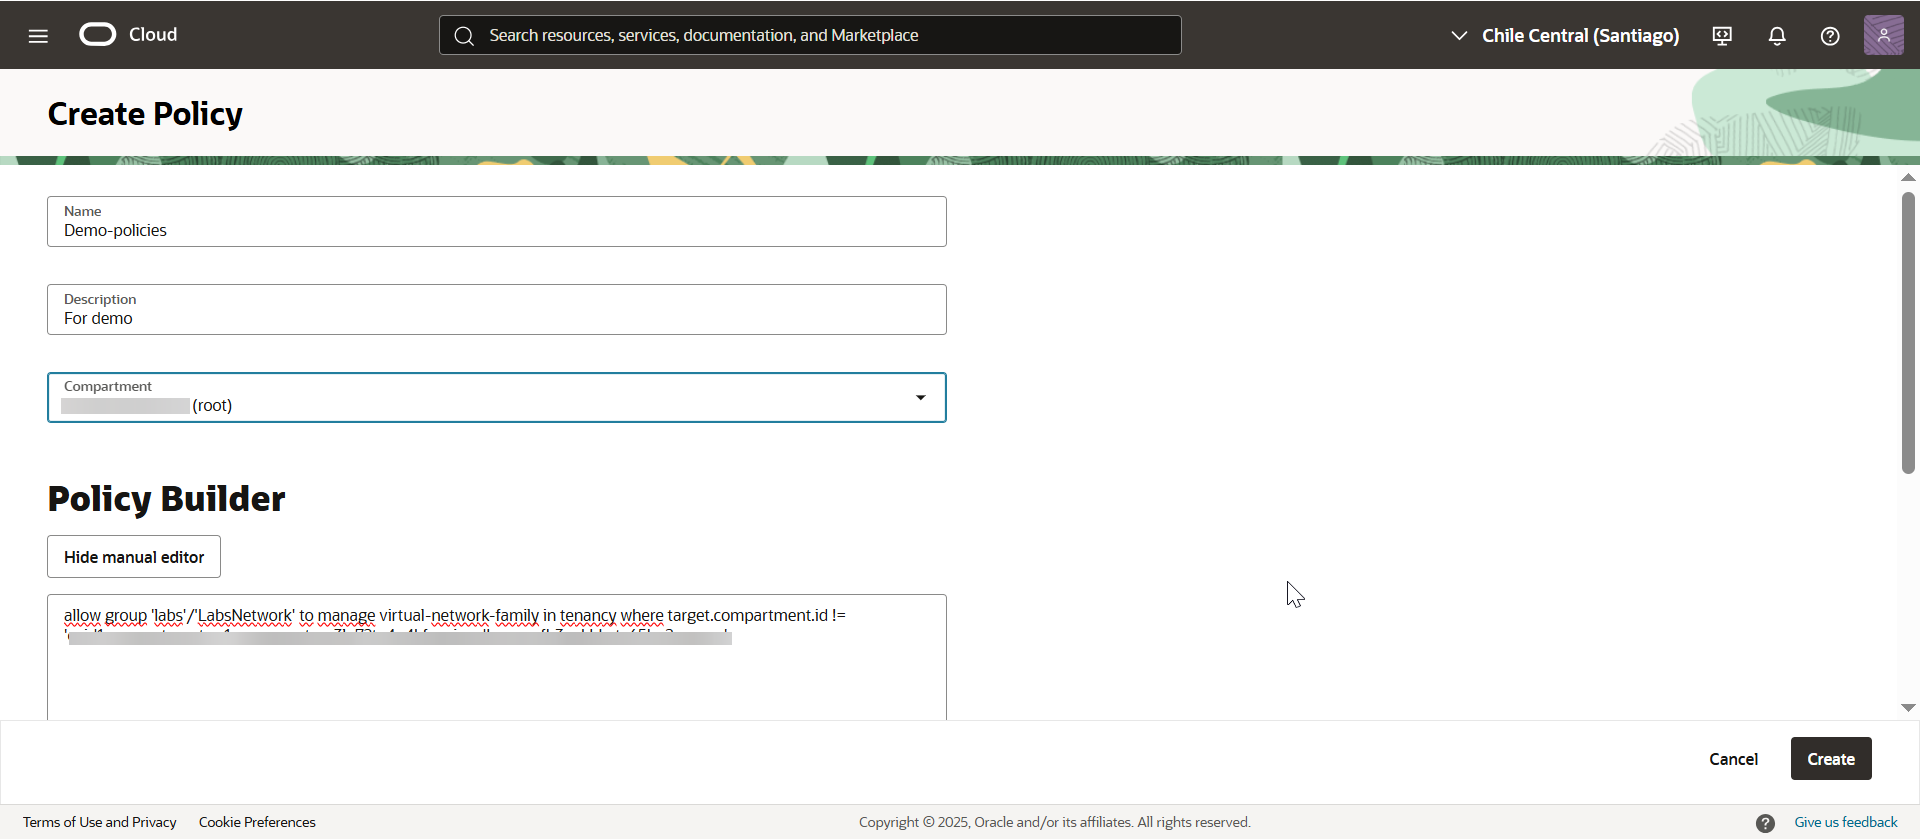 Cloud
Search resources, services, documentation, and Marketplace
Chile Central (Santiago)
Create Policy
Name
Demo-policies
Description
For demo
Compartment
(root)
Policy Builder
Hide manual editor
allow group 'labs'/'LabsNetwork' to manage virtual-network-family in tenancy where target.compartment.id !=
Cancel
Create
Terms of Use and Privacy
Cookie Preferences
Copyright © 2025, Oracle and/or its affiliates. All rights reserved.
Give us feedback